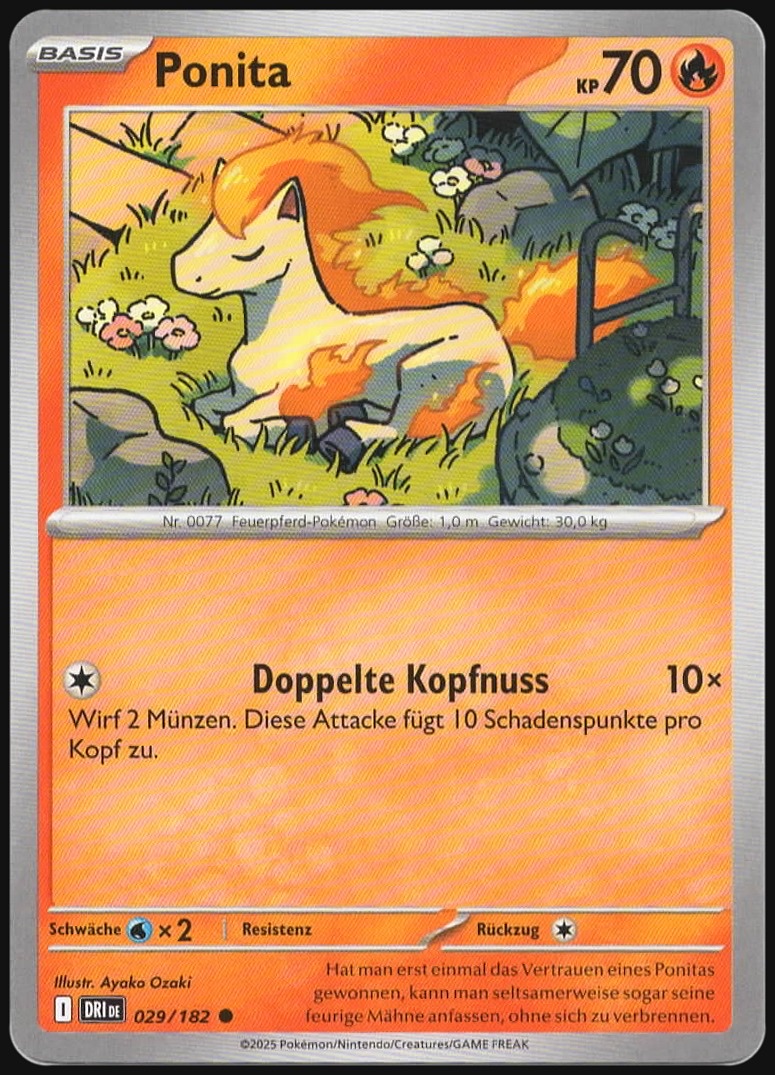 BASIS
Ponita
KP 70
Nr. 0077 Feuerpferd-Pokémon Größe: 1,0 m Gewicht: 30,0 kg
Doppelte Kopfnuss 10×
Wirf 2 Münzen. Diese Attacke fügt 10 Schadenspunkte pro
Kopf zu.
Schwäche × 2 Resistenz Rückzug
Illustr. Ayako Ozaki
I DRI DE 029/182
Hat man erst einmal das Vertrauen eines Ponitas
gewonnen, kann man seltsamerweise sogar seine
feurige Mähne anfassen, ohne sich zu verbrennen.
©2025 Pokémon/Nintendo/Creatures/GAME FREAK